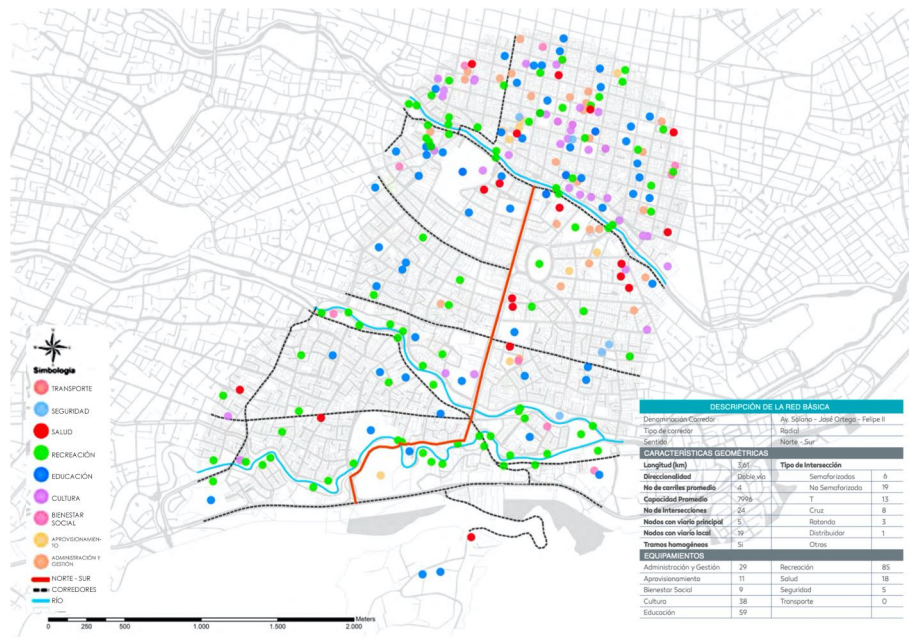 N
Simbología
TRANSPORTE
SEGURIDAD
SALUD
RECREACIÓN
EDUCACIÓN
CULTURA
BIENESTAR
SOCIAL
APROVISIONAMIEN-
TO
ADMINISTRACIÓN Y
GESTIÓN
NORTE - SUR
CORREDORES
RÍO
Meters
0 250 500 1.000 1.500 2.000
DESCRIPCIÓN DE LA RED BÁSICA
Denominación Corredor Av. Solano - José Ortega - Felipe II
Tipo de corredor Radial
Sentido Norte - Sur
CARACTERÍSTICAS GEOMÉTRICAS
Longitud (km) 3,61 Tipo de Intersección
Direccionalidad Doble vía Semaforizados 6
No de carriles promedio 4 No Semaforizado 19
Capacidad Promedio 7996 T 13
No de Intersecciones 24 Cruz 8
Nodos con viario principal 5 Rotonda 3
Nodos con viario local 19 Distribuidor 1
Tramos homogéneos Si Otros
EQUIPAMIENTOS
Administración y Gestión 29 Recreación 85
Aprovisionamiento 11 Salud 18
Bienestar Social 9 Seguridad 5
Cultura 38 Transporte 0
Educación 59